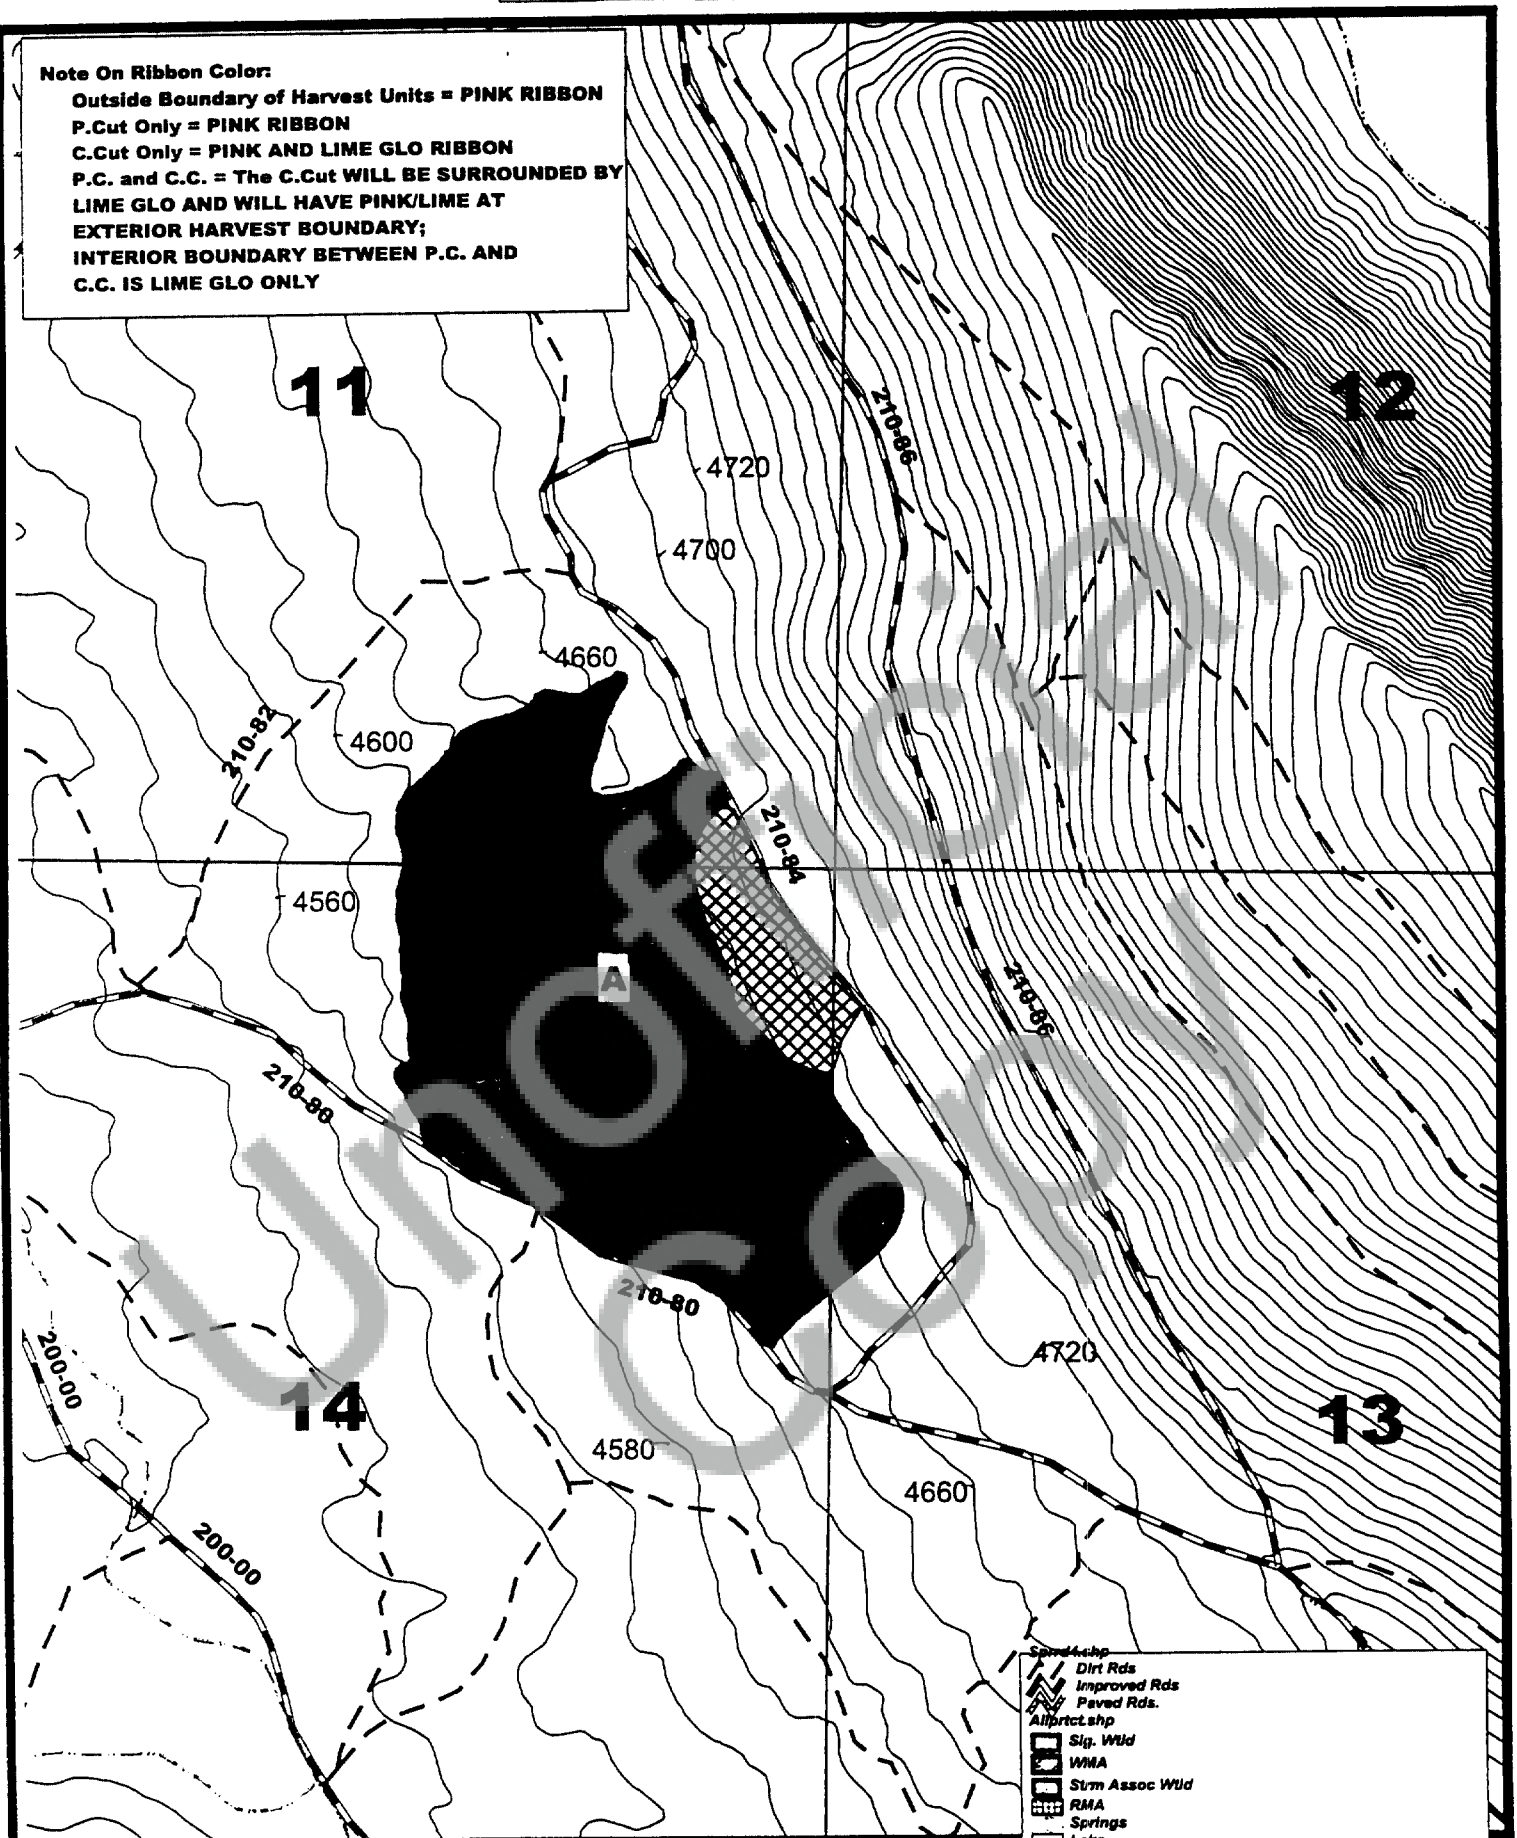 Note On Ribbon Color:
Outside Boundary of Harvest Units = PINK RIBBON
P.Cut Only = PINK RIBBON
C.Cut Only = PINK AND LIME GLO RIBBON
P.C. and C.C. = The C.Cut WILL BE SURROUNDED BY
LIME GLO AND WILL HAVE PINK/LIME AT
EXTERIOR HARVEST BOUNDARY;
INTERIOR BOUNDARY BETWEEN P.C. AND
C.C. IS LIME GLO ONLY
11
12
210-86
4720
4700
4660
210-82
4600
210-84
4560
A
210-86
210-80
210-80
Unofficial
Copy
200-00
14
4720
13
4580
4660
200-00
Dirt Rds
Improved Rds
Paved Rds.
Allprtct.shp
Sig. Wtld
WMA
Strm Assoc Wtld
RMA
Springs